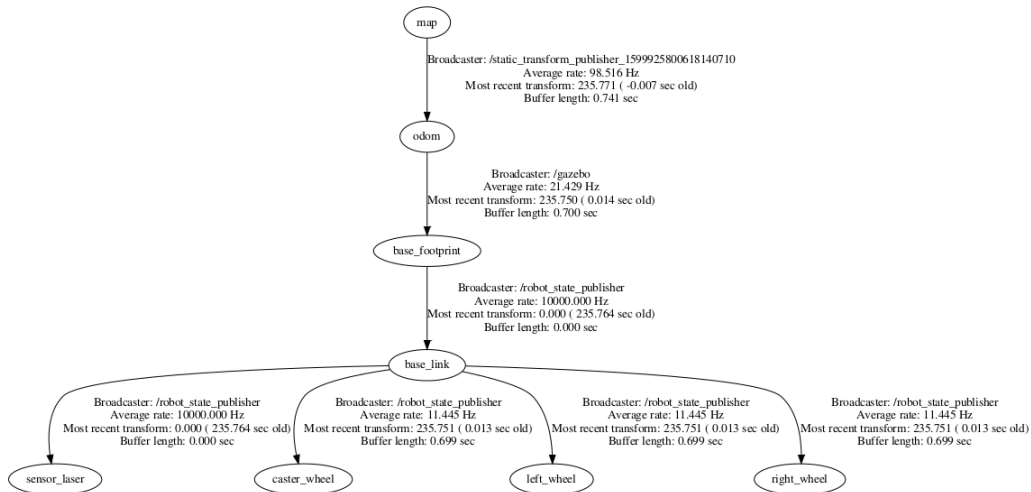 map
Broadcaster: /static_transform_publisher_1599925800618140710
Average rate: 98.516 Hz
Most recent transform: 235.771 ( -0.007 sec old)
Buffer length: 0.741 sec
odom
Broadcaster: /gazebo
Average rate: 21.429 Hz
Most recent transform: 235.750 ( 0.014 sec old)
Buffer length: 0.700 sec
base_footprint
Broadcaster: /robot_state_publisher
Average rate: 10000.000 Hz
Most recent transform: 0.000 ( 235.764 sec old)
Buffer length: 0.000 sec
base_link
Broadcaster: /robot_state_publisher
Average rate: 10000.000 Hz
Most recent transform: 0.000 ( 235.764 sec old)
Buffer length: 0.000 sec
Broadcaster: /robot_state_publisher
Average rate: 11.445 Hz
Most recent transform: 235.751 ( 0.013 sec old)
Buffer length: 0.699 sec
Broadcaster: /robot_state_publisher
Average rate: 11.445 Hz
Most recent transform: 235.751 ( 0.013 sec old)
Buffer length: 0.699 sec
Broadcaster: /robot_state_publisher
Average rate: 11.445 Hz
Most recent transform: 235.751 ( 0.013 sec old)
Buffer length: 0.699 sec
sensor_laser
caster_wheel
left_wheel
right_wheel